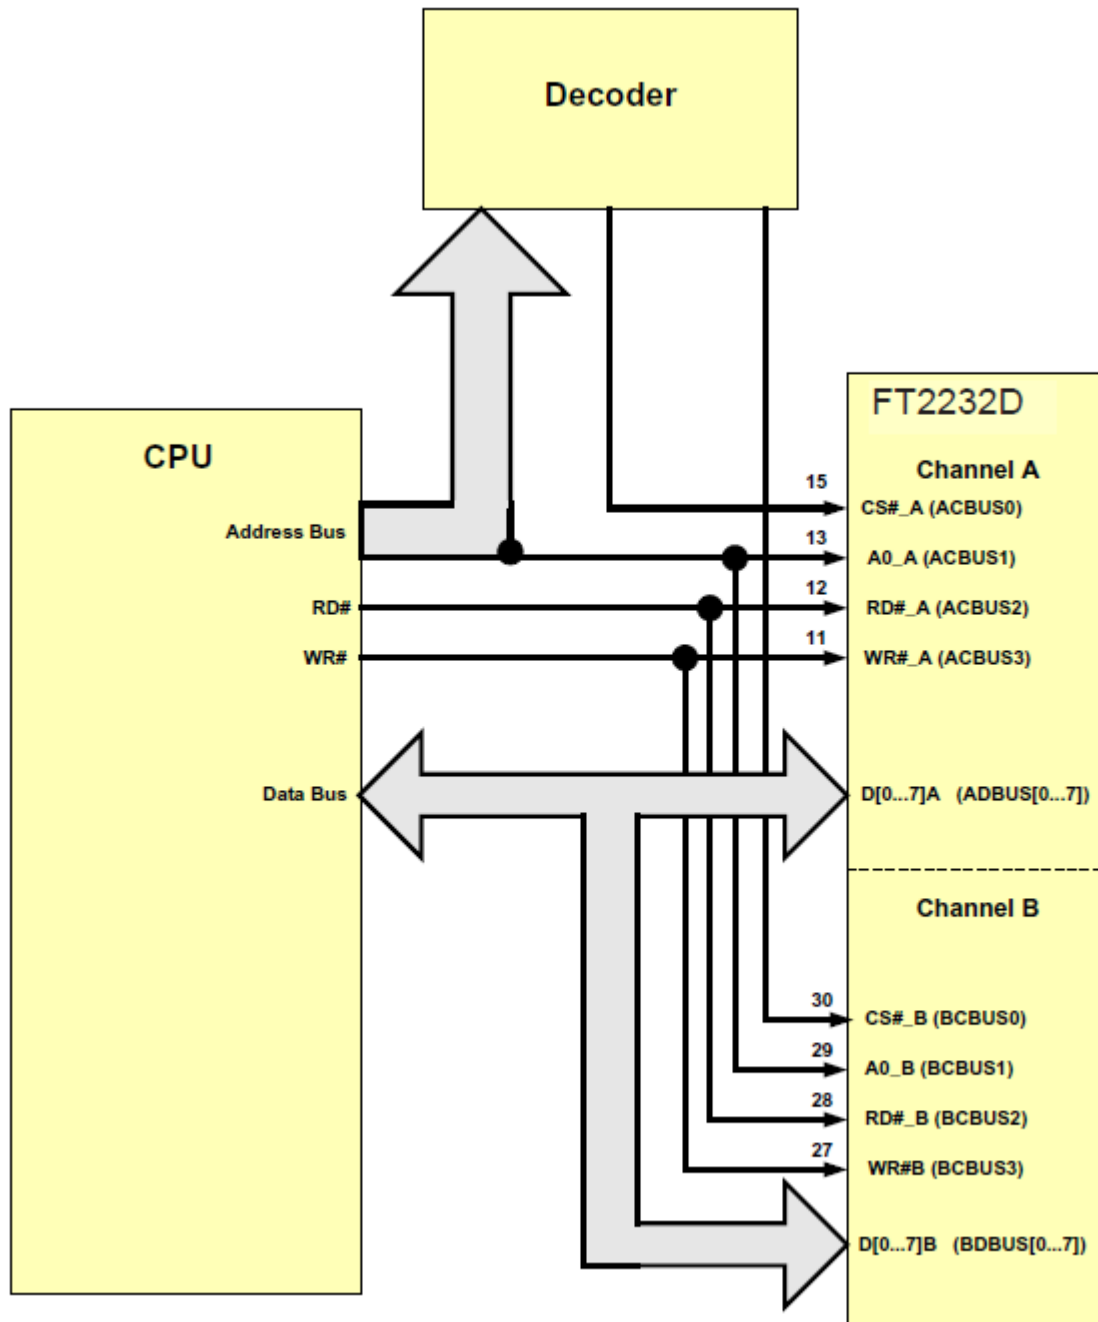 Decoder
FT2232D
CPU
Channel A
15
CS#_A (ACBUS0)
Address Bus
13
A0_A (ACBUS1)
12
RD#
RD#_A (ACBUS2)
11
WR#
WR#_A (ACBUS3)
Data Bus
D[0...7]A (ADBUS[0...7])
Channel B
30
CS#_B (BCBUS0)
29
A0_B (BCBUS1)
28
RD#_B (BCBUS2)
27
WR#B (BCBUS3)
D[0...7]B (BDBUS[0...7])